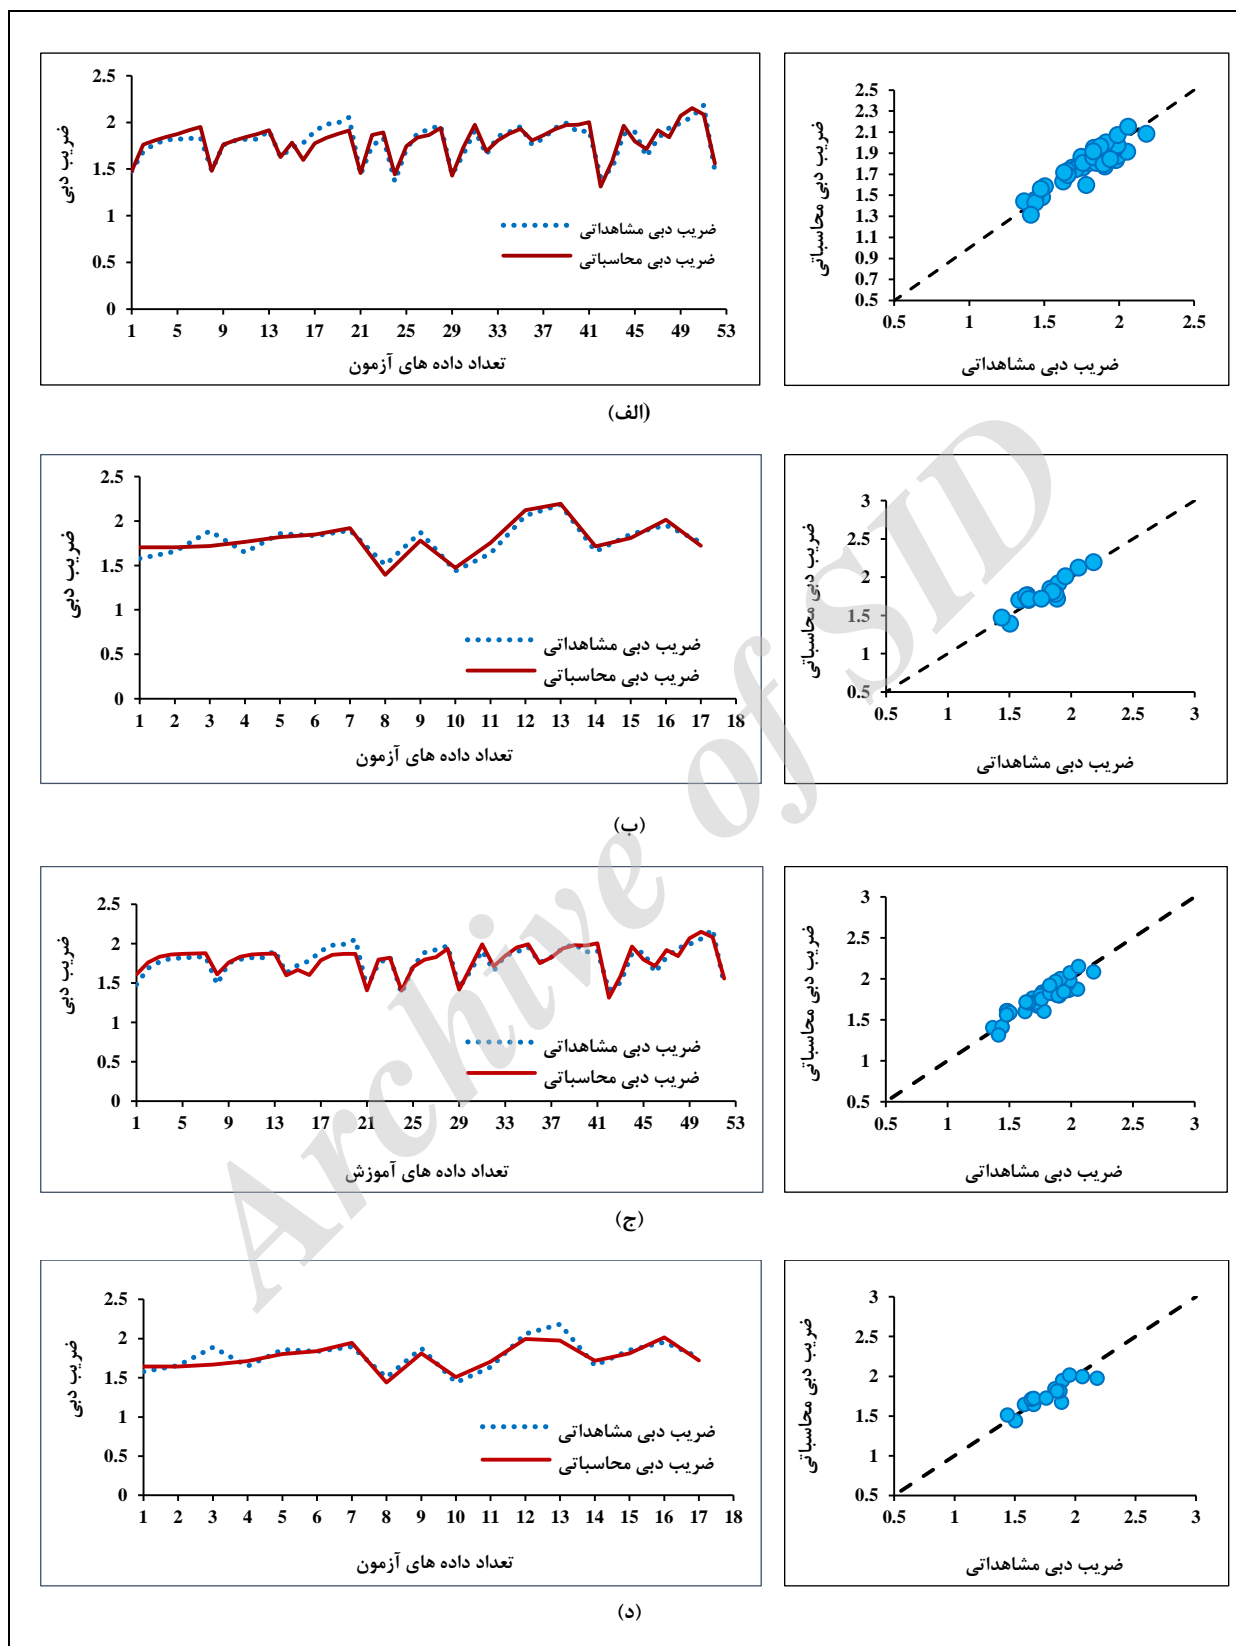 ضریب دبی
2.5
2
1.5
1
0.5
0
1 5 9 13 17 21 25 29 33 37 41 45 49 53
ضریب دبی مشاهداتی
ضریب دبی محاسباتی
تعداد داده های آزمون
ضریب دبی محاسباتی
2.5
2.3
2.1
1.9
1.7
1.5
1.3
1.1
0.9
0.7
0.5
0.5 1 1.5 2 2.5
ضریب دبی مشاهداتی
(الف)
ضریب دبی
2.5
2
1.5
1
0.5
0
1 2 3 4 5 6 7 8 9 10 11 12 13 14 15 16 17 18
ضریب دبی مشاهداتی
ضریب دبی محاسباتی
تعداد داده های آزمون
ضریب دبی محاسباتی
3
2.5
2
1.5
1
0.5
0.5 1 1.5 2 2.5 3
ضریب دبی مشاهداتی
(ب)
ضریب دبی
2.5
2
1.5
1
0.5
0
1 5 9 13 17 21 25 29 33 37 41 45 49 53
ضریب دبی مشاهداتی
ضریب دبی محاسباتی
تعداد داده های آموزش
ضریب دبی محاسباتی
3
2.5
2
1.5
1
0.5
0.5 1 1.5 2 2.5 3
ضریب دبی مشاهداتی
(ج)
ضریب دبی
2.5
2
1.5
1
0.5
0
1 2 3 4 5 6 7 8 9 10 11 12 13 14 15 16 17 18
ضریب دبی مشاهداتی
ضریب دبی محاسباتی
تعداد داده های آزمون
ضریب دبی محاسباتی
3
2.5
2
1.5
1
0.5
0.5 1 1.5 2 2.5 3
ضریب دبی مشاهداتی
(د)
Archive of SID